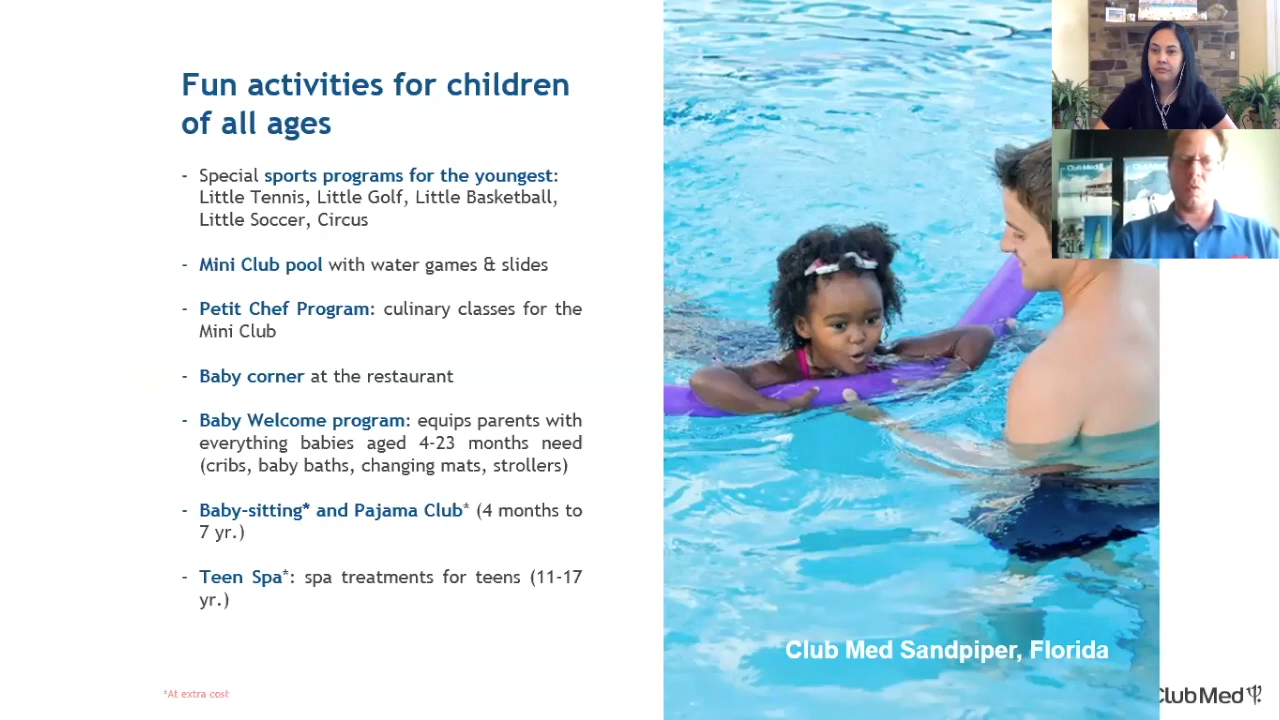 Fun activities for children
of all ages
- Special sports programs for the youngest:
Little Tennis, Little Golf, Little Basketball,
Little Soccer, Circus
- Mini Club pool with water games & slides
- Petit Chef Program: culinary classes for the
Mini Club
- Baby corner at the restaurant
- Baby Welcome program: equips parents with
everything babies aged 4-23 months need
(cribs, baby baths, changing mats, strollers)
- Baby-sitting* and Pajama Club* (4 months to
7 yr.)
- Teen Spa*: spa treatments for teens (11-17
yr.)
*At extra cost
Club Med
Club Med Sandpiper, Florida
Club Med